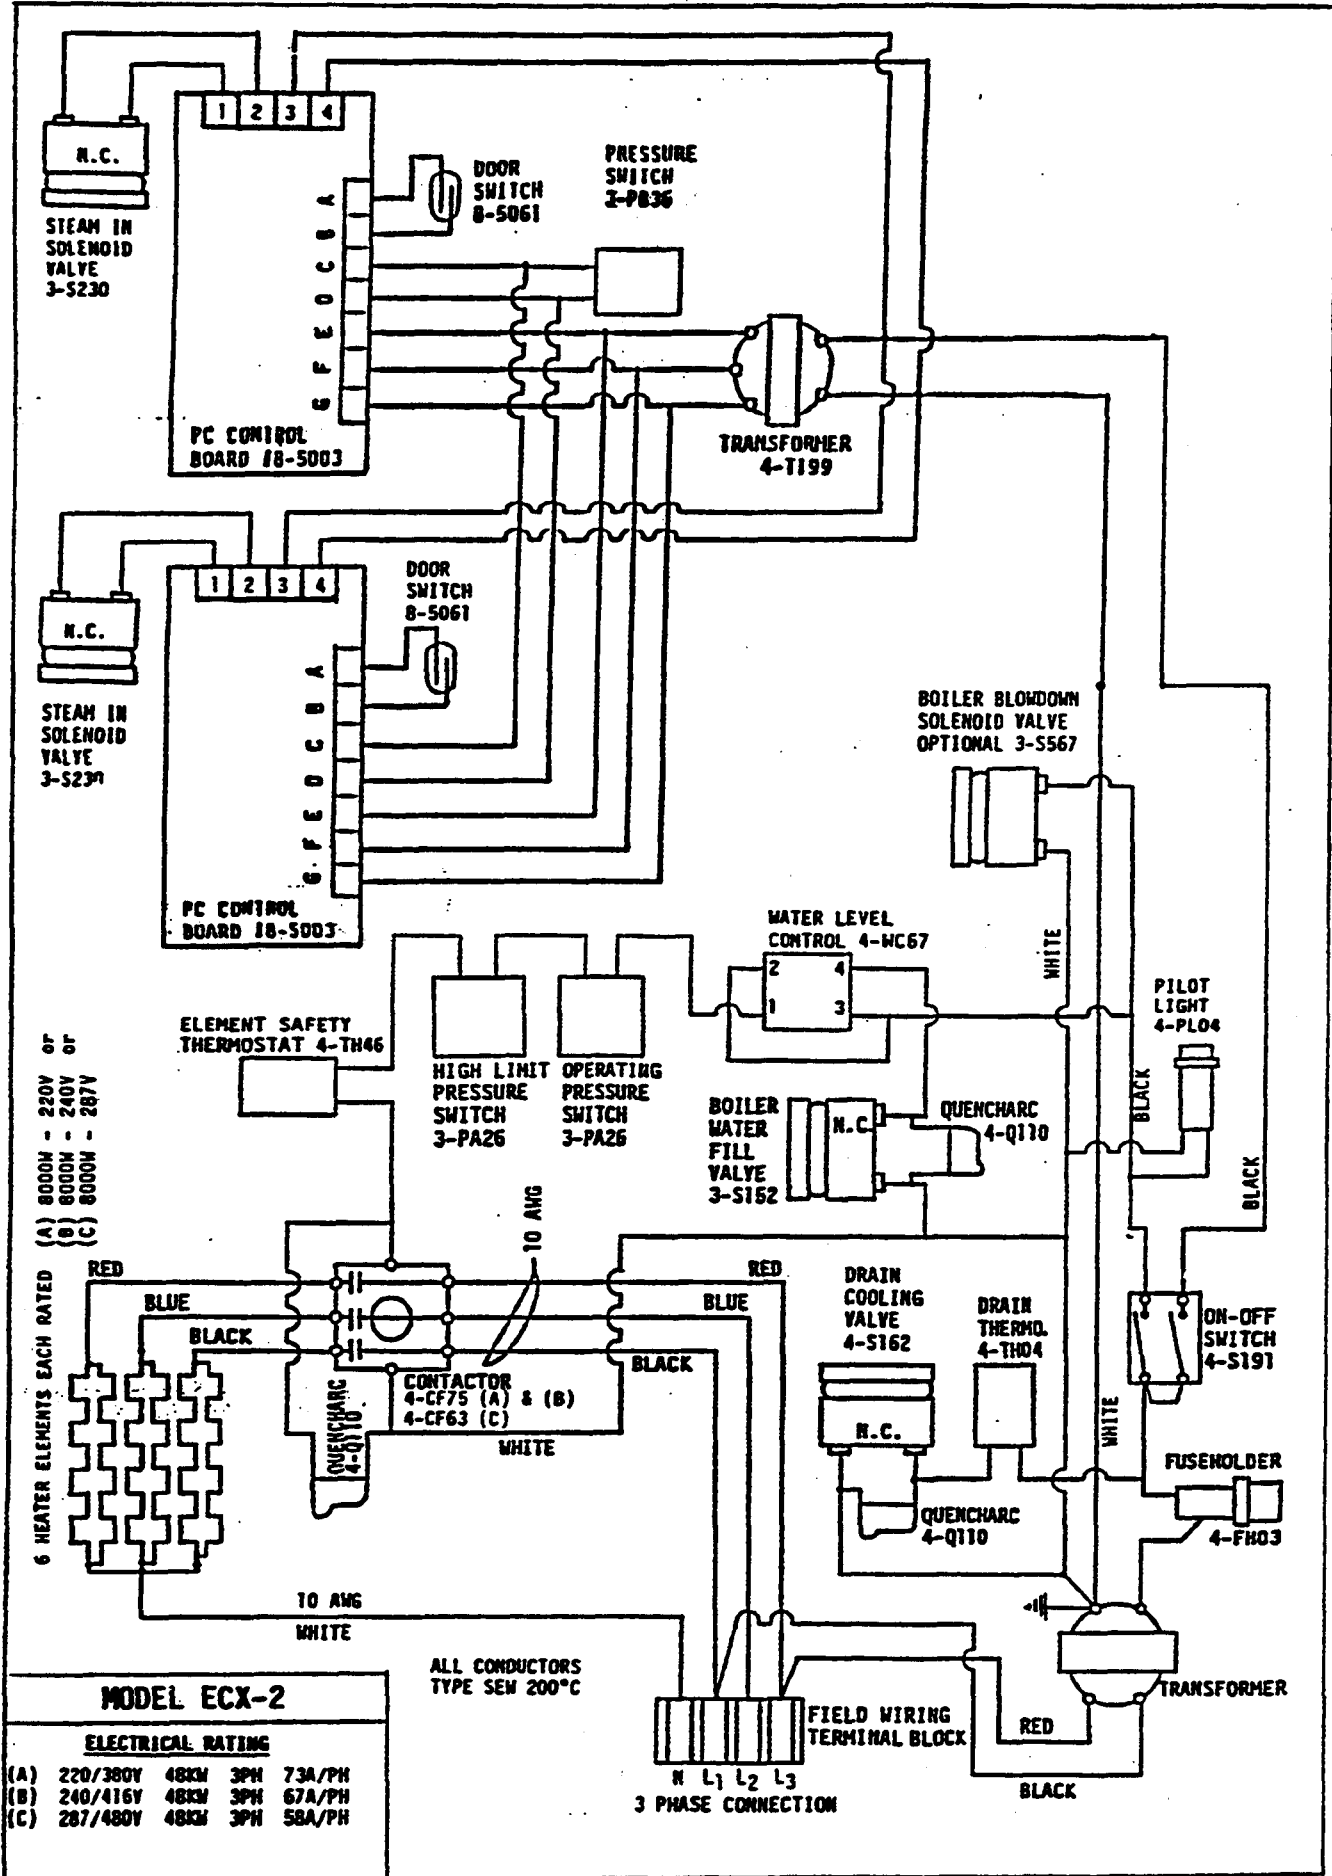 1 2 3 4
N.C.
STEAM IN
SOLENOID
VALVE
3-S230
A
B
C
D
E
F
G
DOOR
SWITCH
8-5061
PRESSURE
SWITCH
PC CONTROL
BOARD 18-5003
TRANSFORMER
4-T199
1 2 3 4
N.C.
STEAM IN
SOLENOID
VALVE
3-S230
DOOR
SWITCH
8-5061
A
B
C
D
E
F
G
PC CONTROL
BOARD 18-5003
BOILER BLOWDOWN
SOLENOID VALVE
OPTIONAL 3-S567
WHITE
WATER LEVEL
CONTROL 4-WC67
2 4
1 3
PILOT
LIGHT
4-PL04
BLACK
BLACK
ELEMENT SAFETY
THERMOSTAT 4-TH46
HIGH LIMIT
PRESSURE
SWITCH
3-PA26
OPERATING
PRESSURE
SWITCH
3-PA26
BOILER
WATER
FILL
VALVE
3-S162
N.C.
QUENCHARC
4-Q110
6 HEATER ELEMENTS EACH RATED
(A) 8000W - 220V or
(B) 8000W - 240V or
(C) 8000W - 287V
RED
BLUE
BLACK
10 AWG
RED
BLUE
BLACK
CONTACTOR
4-CF75 (A) & (B)
4-CF63 (C)
QUENCHARC
4-Q110
WHITE
DRAIN
COOLING
VALVE
4-S162
N.C.
DRAIN
THERMO.
4-TH04
ON-OFF
SWITCH
4-S191
WHITE
FUSEHOLDER
4-FH03
QUENCHARC
4-Q110
10 AWG
WHITE
ALL CONDUCTORS
TYPE SEW 200°C
TRANSFORMER
FIELD WIRING
TERMINAL BLOCK
RED
BLACK
N L1 L2 L3
3 PHASE CONNECTION
MODEL ECX-2
ELECTRICAL RATING
(A) 220/380V 48KW 3PH 73A/PH
(B) 240/416V 48KW 3PH 67A/PH
(C) 287/480V 48KW 3PH 58A/PH